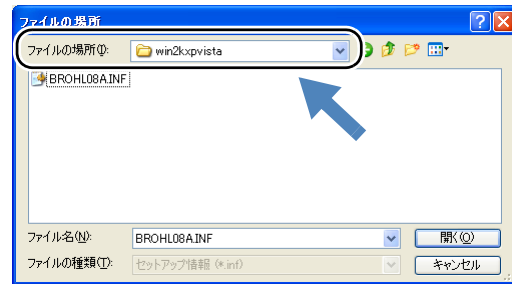 ファイルの場所
ファイルの場所(I): win2kxpvista
BROHL08A.INF
ファイル名(N): BROHL08A.INF 開く(O)
ファイルの種類(T): セットアップ情報 (*.inf) キャンセル